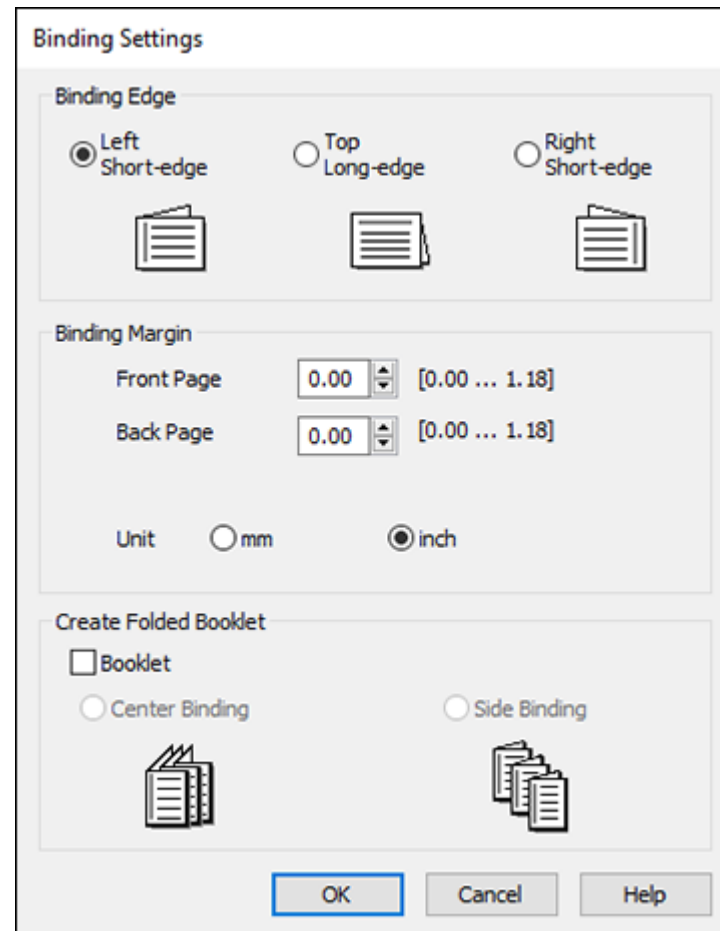 Binding Settings
Binding Edge
Left
Short-edge
Top
Long-edge
Right
Short-edge
Binding Margin
Front Page 0.00 [0.00 ... 1.18]
Back Page 0.00 [0.00 ... 1.18]
Unit mm inch
Create Folded Booklet
Booklet
Center Binding Side Binding
OK Cancel Help